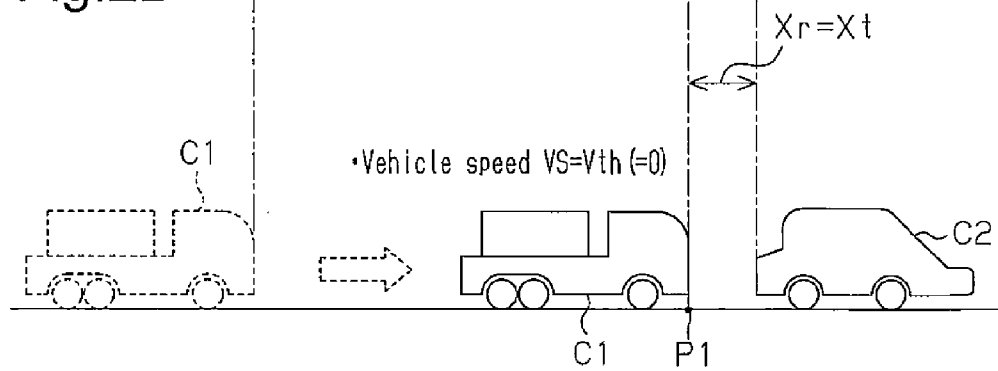 Xr=Xt
C1
•Vehicle speed VS=Vth(=0)
C2
C1
P1